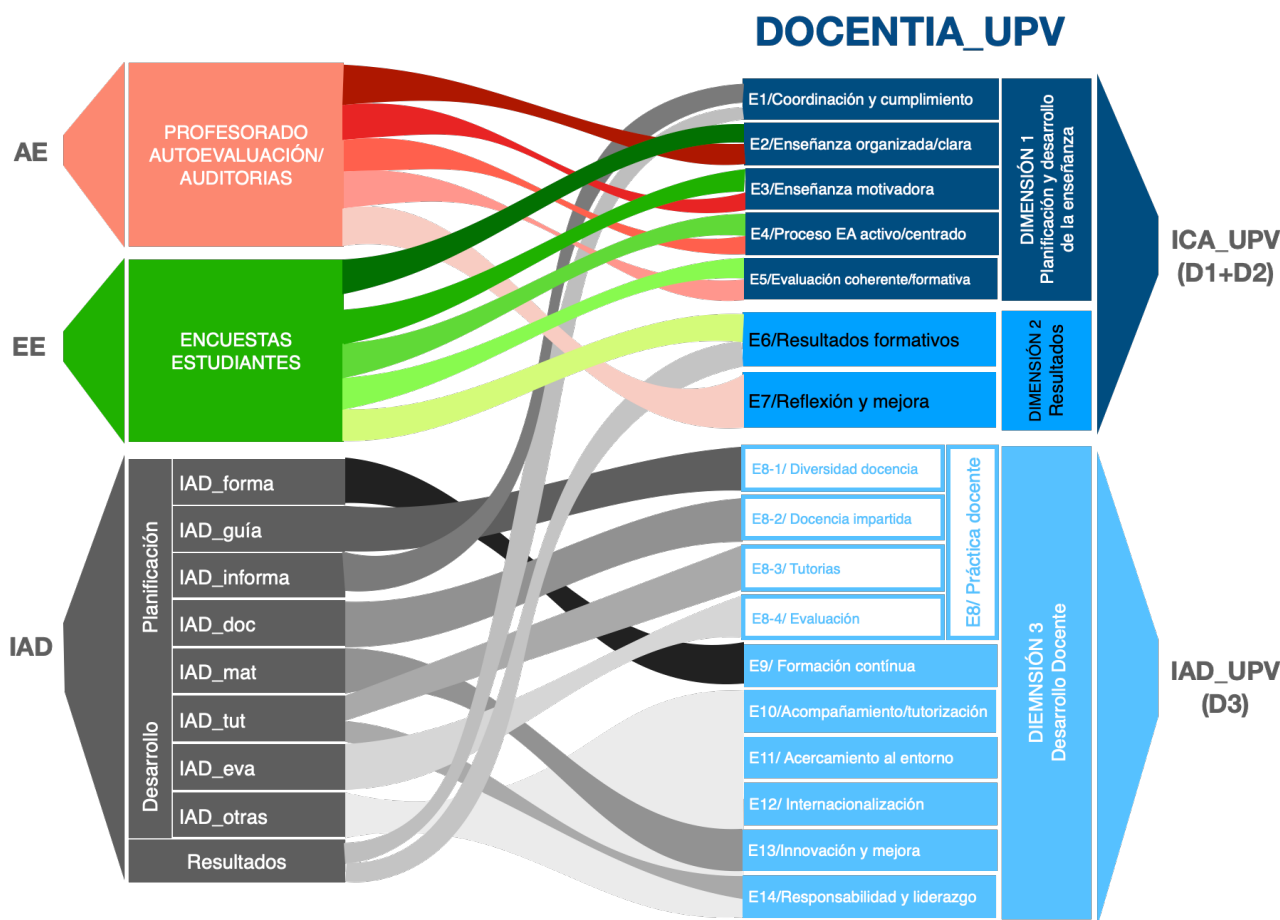 DOCENTIA_UPV
AE
PROFESORADO
AUTOEVALUACIÓN/
AUDITORIAS
EE
ENCUESTAS
ESTUDIANTES
IAD
Planificación
Desarrollo
IAD_forma
IAD_guía
IAD_informa
IAD_doc
IAD_mat
IAD_tut
IAD_eva
IAD_otras
Resultados
E1/Coordinación y cumplimiento
E2/Enseñanza organizada/clara
E3/Enseñanza motivadora
E4/Proceso EA activo/centrado
E5/Evaluación coherente/formativa
DIMENSIÓN 1
Planificación y desarrollo
de la enseñanza
E6/Resultados formativos
E7/Reflexión y mejora
DIMENSIÓN 2
Resultados
ICA_UPV
(D1+D2)
E8-1/ Diversidad docencia
E8-2/ Docencia impartida
E8-3/ Tutorias
E8-4/ Evaluación
E8/ Práctica docente
E9/ Formación contínua
E10/Acompañamiento/tutorización
E11/ Acercamiento al entorno
E12/ Internacionalización
E13/Innovación y mejora
E14/Responsabilidad y liderazgo
DIEMNSIÓN 3
Desarrollo Docente
IAD_UPV
(D3)